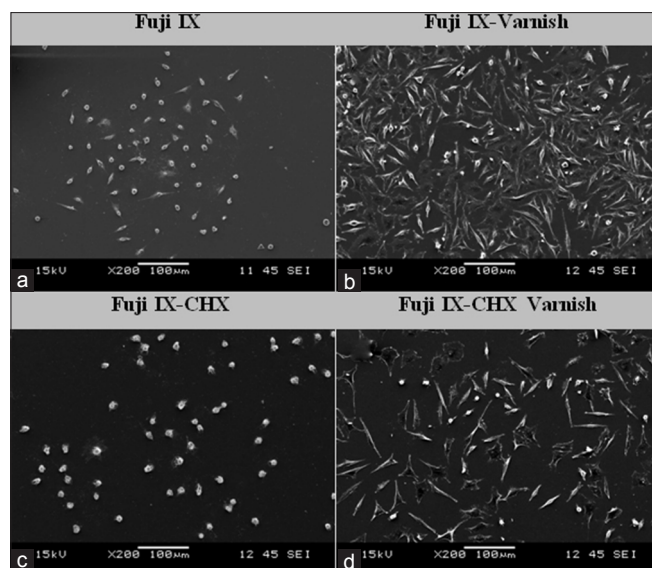 Fuji IX
Fuji IX-Varnish
a
15kV X200 100µm 11 45 SEI
b
15kV X200 100µm 12 45 SEI
Fuji IX-CHX
Fuji IX-CHX Varnish
c
15kV X200 100µm 12 45 SEI
d
15kV X200 100µm 12 45 SEI